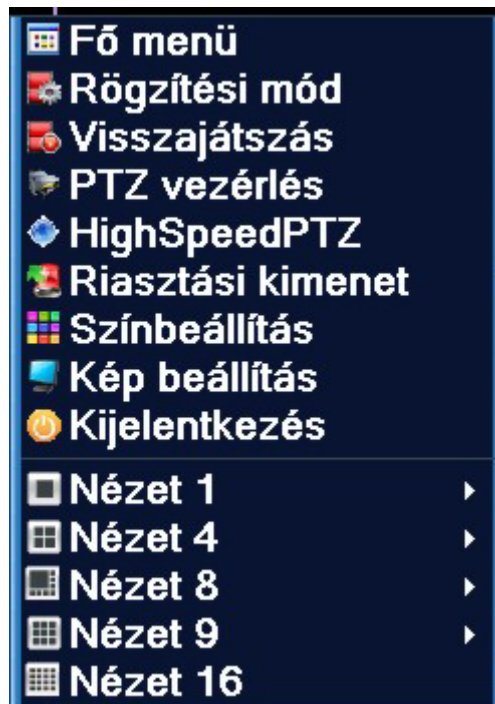 Fő menü
Rögzítési mód
Visszajátszás
PTZ vezérlés
HighSpeedPTZ
Riasztási kimenet
Színbeállítás
Kép beállítás
Kijelentkezés
Nézet 1
Nézet 4
Nézet 8
Nézet 9
Nézet 16